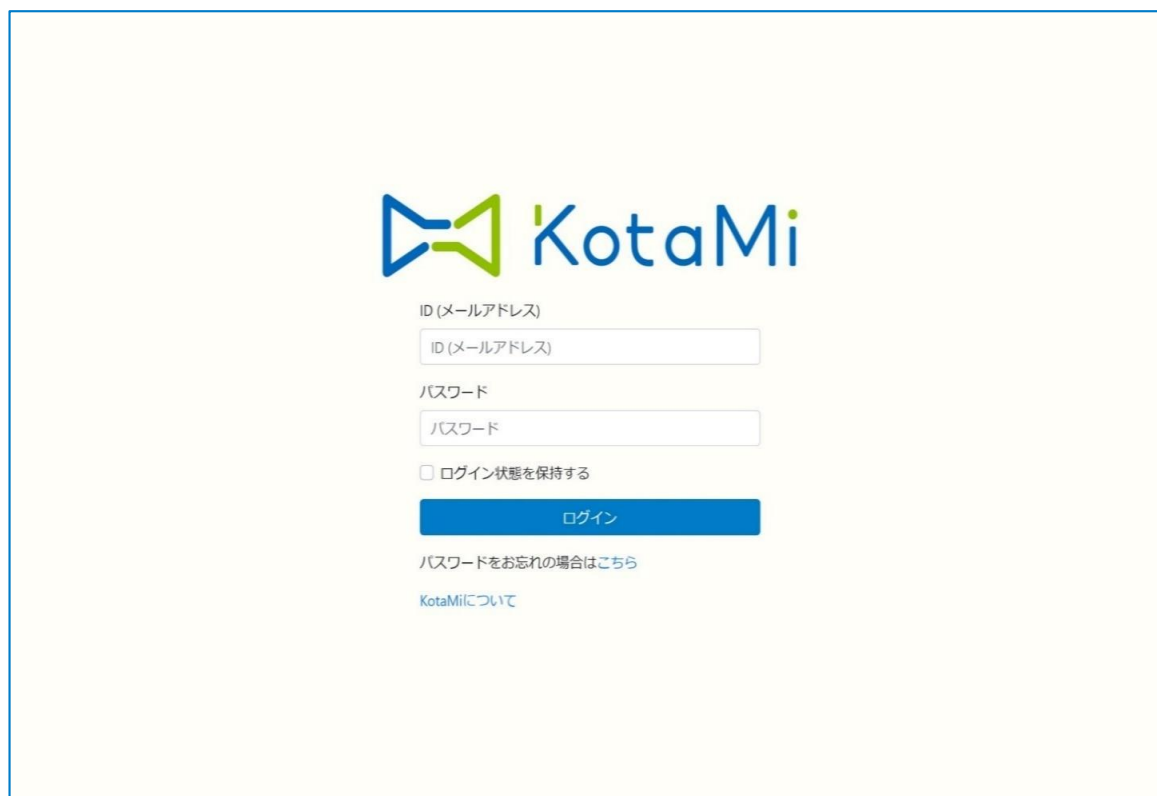 KotaMi
ID (メールアドレス)
ID (メールアドレス)
パスワード
パスワード
ログイン状態を保持する
ログイン
パスワードをお忘れの場合はこちら
KotaMiについて